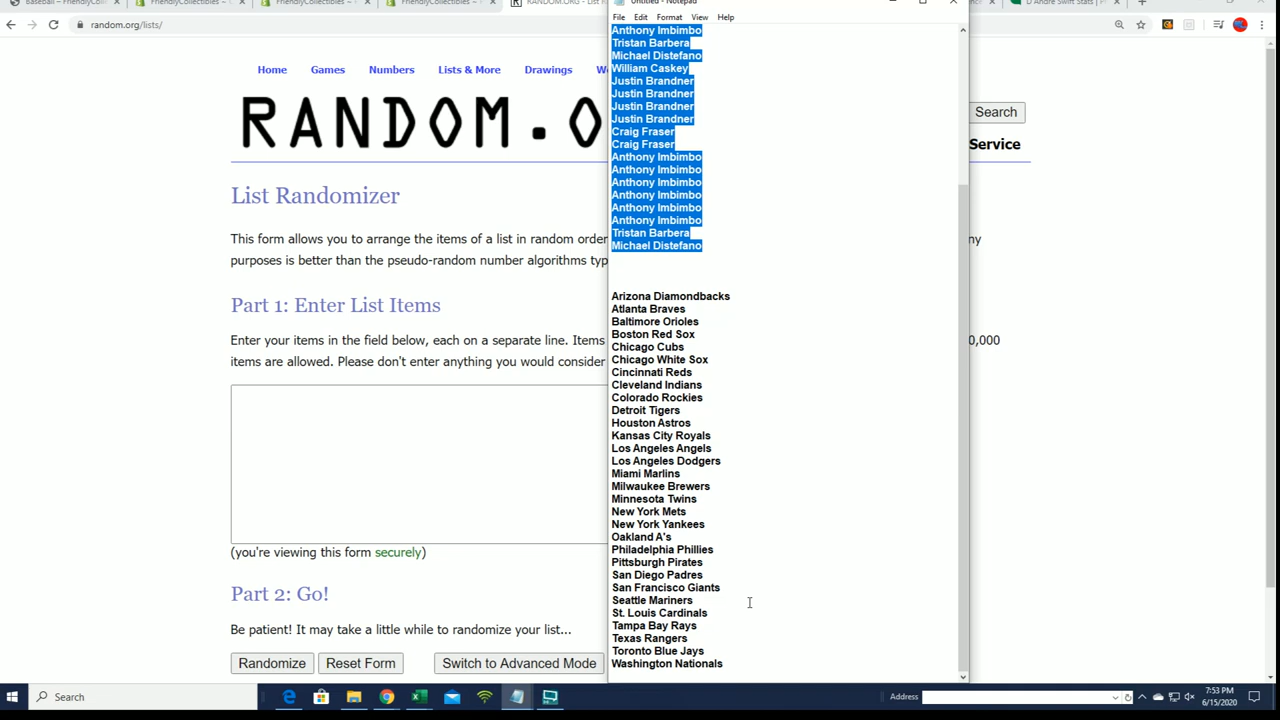 Baseball – FriendlyCol
FriendlyCollectibles
FriendlyCollectibles
FriendlyCollectibles
RANDOM.ORG - List R
D'Andre Swift Stats
Untitled - Notepad
random.org/lists/
File Edit Format View Help
Home Games Numbers Lists & More Drawings
RANDOM.O
Search
Service
List Randomizer
This form allows you to arrange the items of a list in random order
purposes is better than the pseudo-random number algorithms typ
Part 1: Enter List Items
Enter your items in the field below, each on a separate line. Items
0,000
items are allowed. Please don't enter anything you would consider
(you're viewing this form securely)
Part 2: Go!
Be patient! It may take a little while to randomize your list...
Randomize Reset Form Switch to Advanced Mode
Anthony Imbimbo
Tristan Barbera
Michael Distefano
William Caskey
Justin Brandner
Justin Brandner
Justin Brandner
Justin Brandner
Craig Fraser
Craig Fraser
Anthony Imbimbo
Anthony Imbimbo
Anthony Imbimbo
Anthony Imbimbo
Anthony Imbimbo
Anthony Imbimbo
Tristan Barbera
Michael Distefano
Arizona Diamondbacks
Atlanta Braves
Baltimore Orioles
Boston Red Sox
Chicago Cubs
Chicago White Sox
Cincinnati Reds
Cleveland Indians
Colorado Rockies
Detroit Tigers
Houston Astros
Kansas City Royals
Los Angeles Angels
Los Angeles Dodgers
Miami Marlins
Milwaukee Brewers
Minnesota Twins
New York Mets
New York Yankees
Oakland A's
Philadelphia Phillies
Pittsburgh Pirates
San Diego Padres
San Francisco Giants
Seattle Mariners
St. Louis Cardinals
Tampa Bay Rays
Texas Rangers
Toronto Blue Jays
Washington Nationals
Search
Address
7:53 PM
6/15/2020